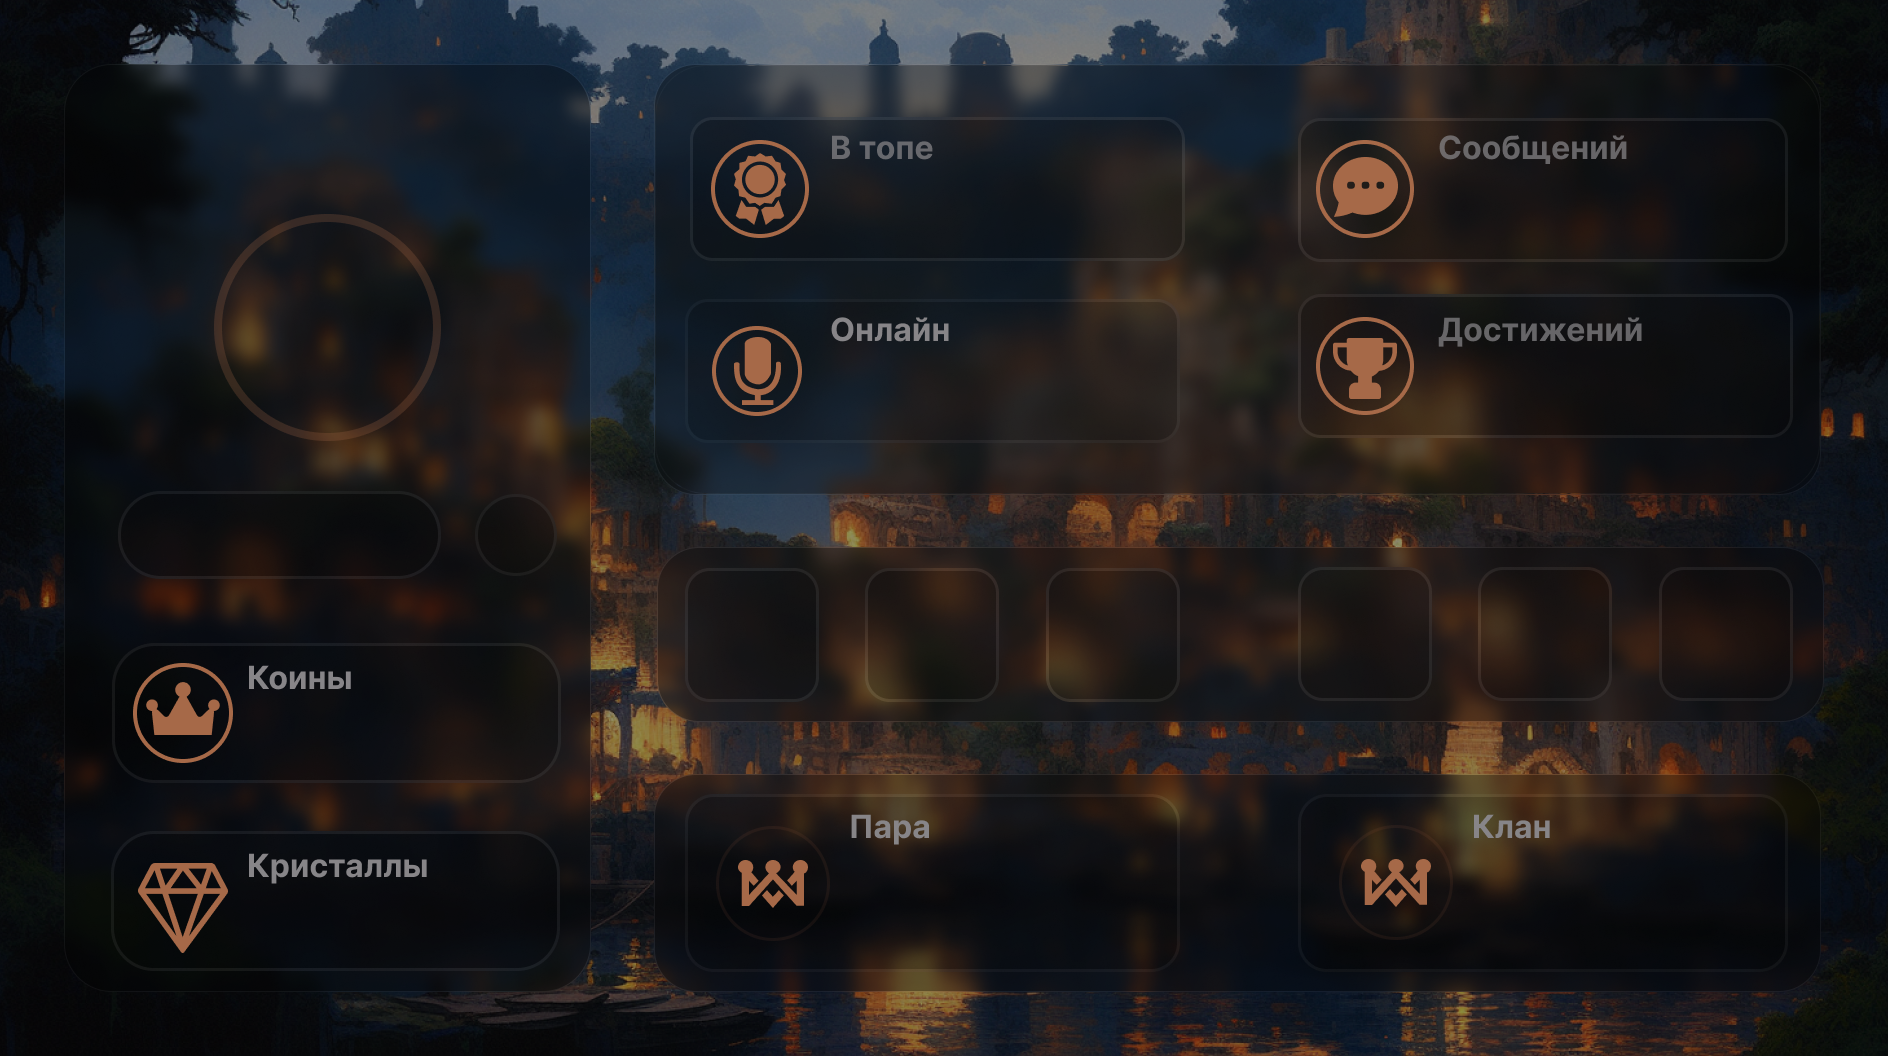 В топе
Сообщений
Онлайн
Достижений
Коины
Кристаллы
Пара
Клан